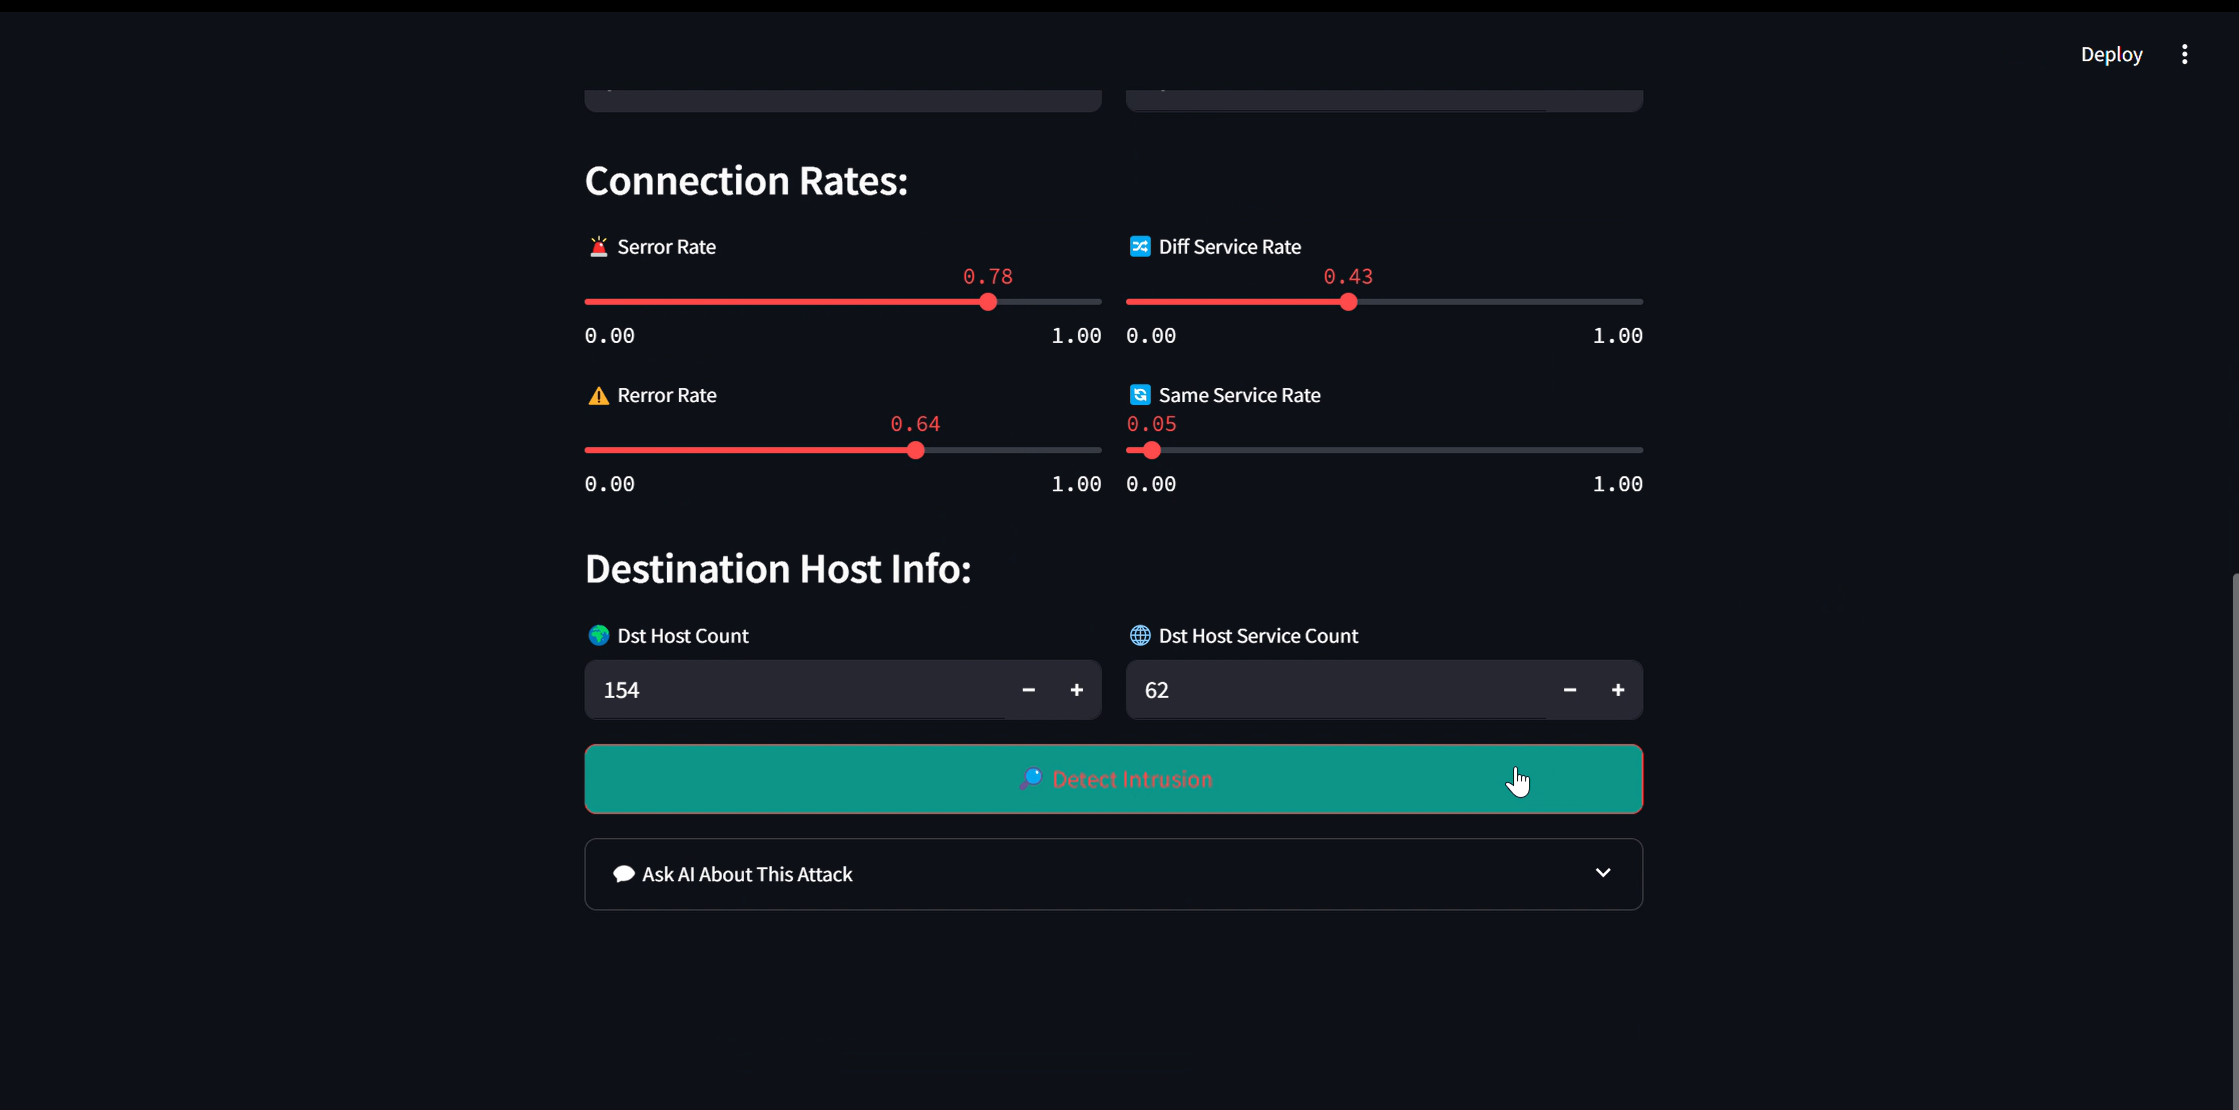 Deploy
Connection Rates:
Serror Rate
0.78
0.00 1.00
Diff Service Rate
0.43
0.00 1.00
Rerror Rate
0.64
0.00 1.00
Same Service Rate
0.05
0.00 1.00
Destination Host Info:
Dst Host Count
154
Dst Host Service Count
62
Detect Intrusion
Ask AI About This Attack